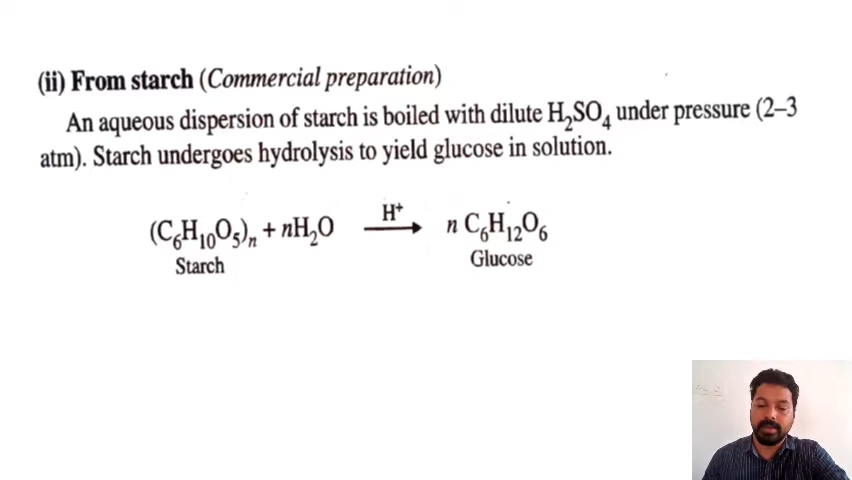 (ii) From starch (Commercial preparation)
An aqueous dispersion of starch is boiled with dilute H₂SO₄ under pressure (2–3
atm). Starch undergoes hydrolysis to yield glucose in solution.
(C₆H₁₀O₅)ₙ + nH₂O —H⁺→ n C₆H₁₂O₆
Starch Glucose